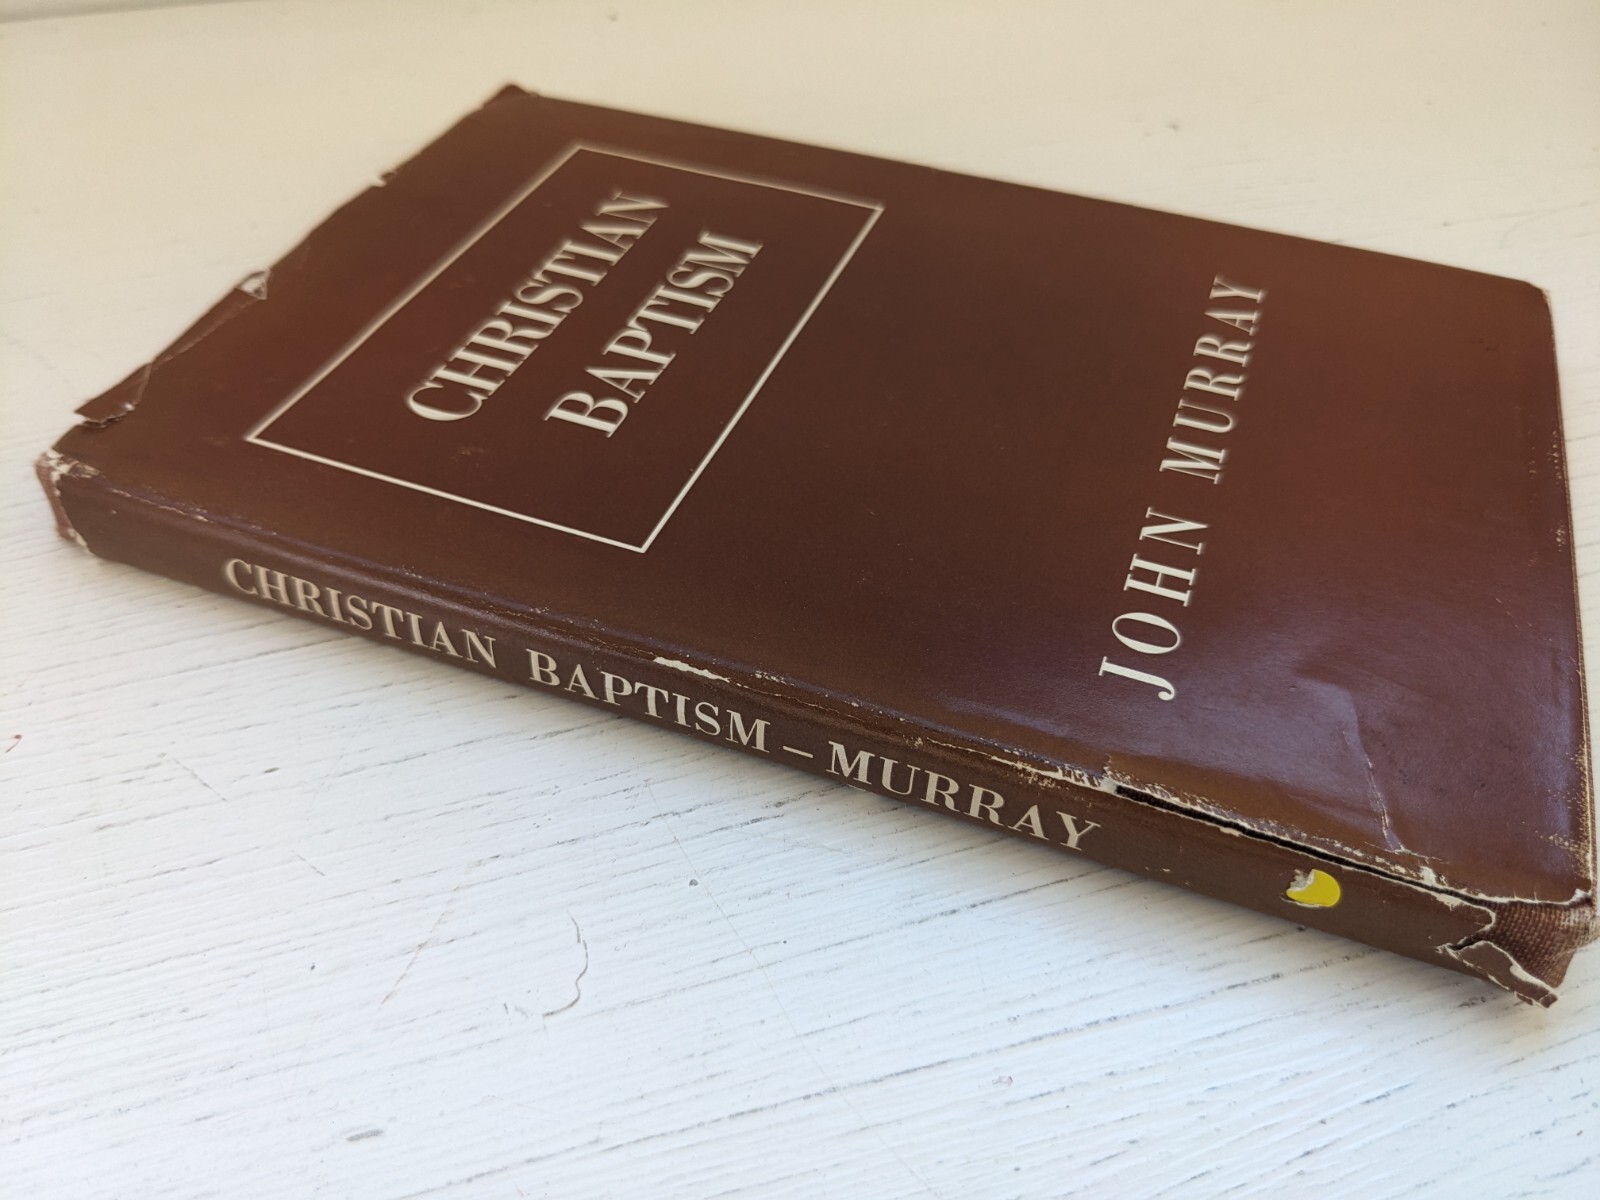 CHRISTIAN
BAPTISM
JOHN MURRAY
CHRISTIAN BAPTISM – MURRAY